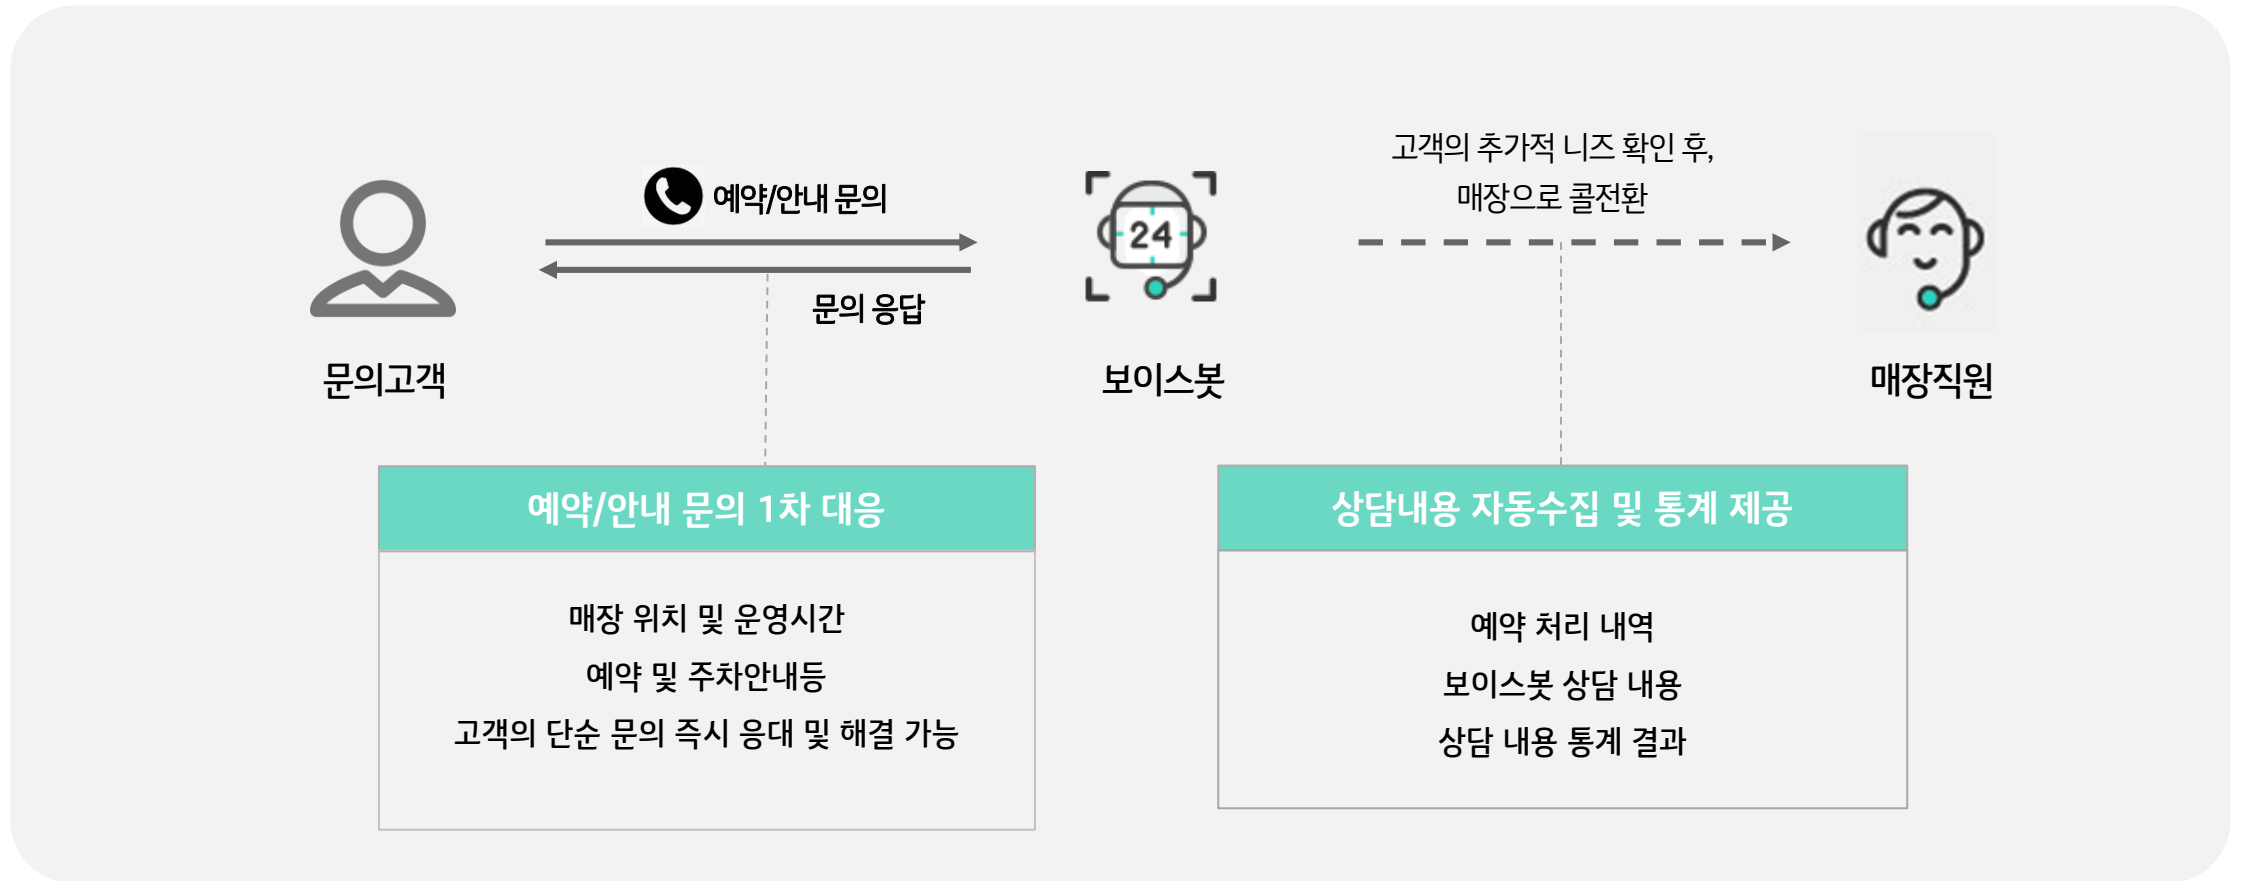 고객의 추가적 니즈 확인 후,
매장으로 콜전환
예약/안내 문의
24
문의 응답
문의고객
보이스봇
매장직원
예약/안내 문의 1차 대응
매장 위치 및 운영시간
예약 및 주차안내등
고객의 단순 문의 즉시 응대 및 해결 가능
상담내용 자동수집 및 통계 제공
예약 처리 내역
보이스봇 상담 내용
상담 내용 통계 결과